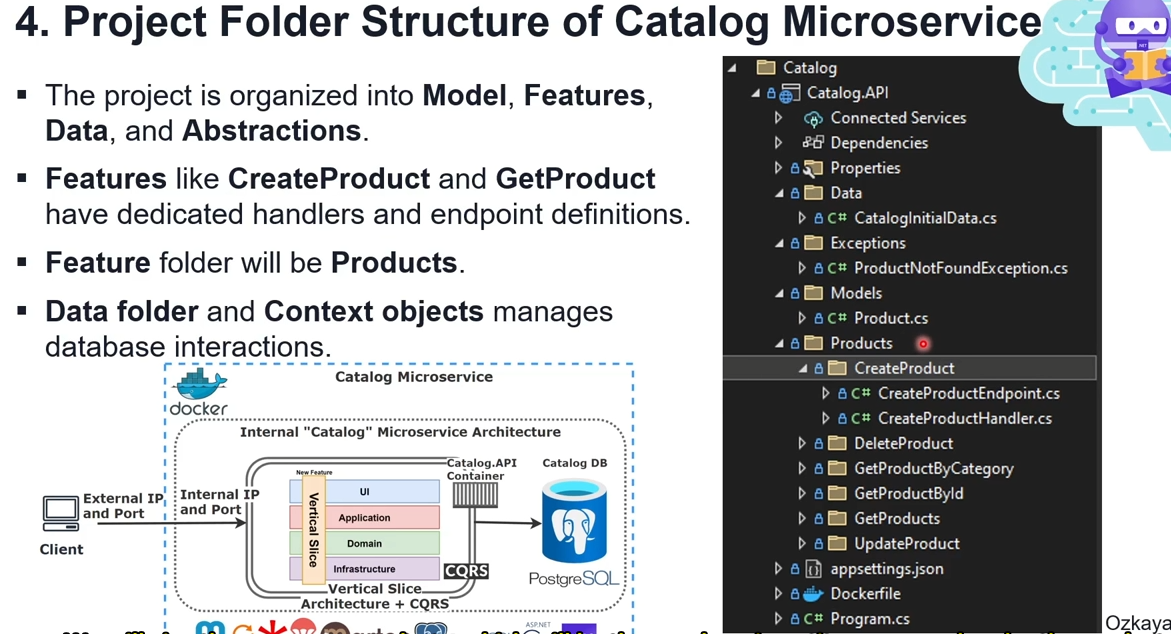 4. Project Folder Structure of Catalog Microservice
▪ The project is organized into Model, Features,
Data, and Abstractions.
▪ Features like CreateProduct and GetProduct
have dedicated handlers and endpoint definitions.
▪ Feature folder will be Products.
▪ Data folder and Context objects manages
database interactions.
docker
Catalog Microservice
Internal "Catalog" Microservice Architecture
Client
External IP
and Port
Internal IP
and Port
New Feature
Vertical Slice
UI
Application
Domain
Infrastructure
Catalog.API
Container
CQRS
Vertical Slice
Architecture + CQRS
Catalog DB
PostgreSQL
ASP.NET
Catalog
Catalog.API
Connected Services
Dependencies
Properties
Data
C# CatalogInitialData.cs
Exceptions
C# ProductNotFoundException.cs
Models
C# Product.cs
Products
CreateProduct
C# CreateProductEndpoint.cs
C# CreateProductHandler.cs
DeleteProduct
GetProductByCategory
GetProductById
GetProducts
UpdateProduct
appsettings.json
Dockerfile
C# Program.cs
.NET
Ozkaya